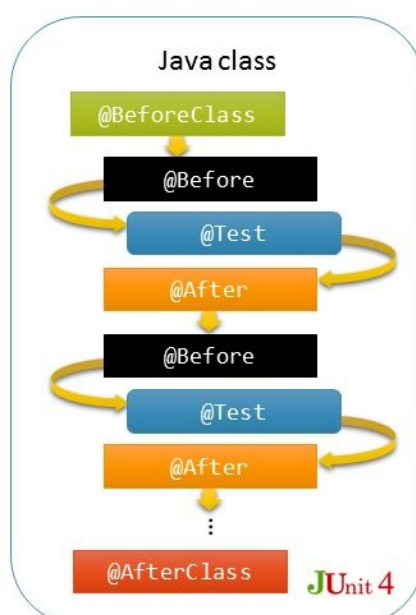 Java class
@BeforeClass
@Before
@Test
@After
@Before
@Test
@After
⋮
@AfterClass
JUnit 4